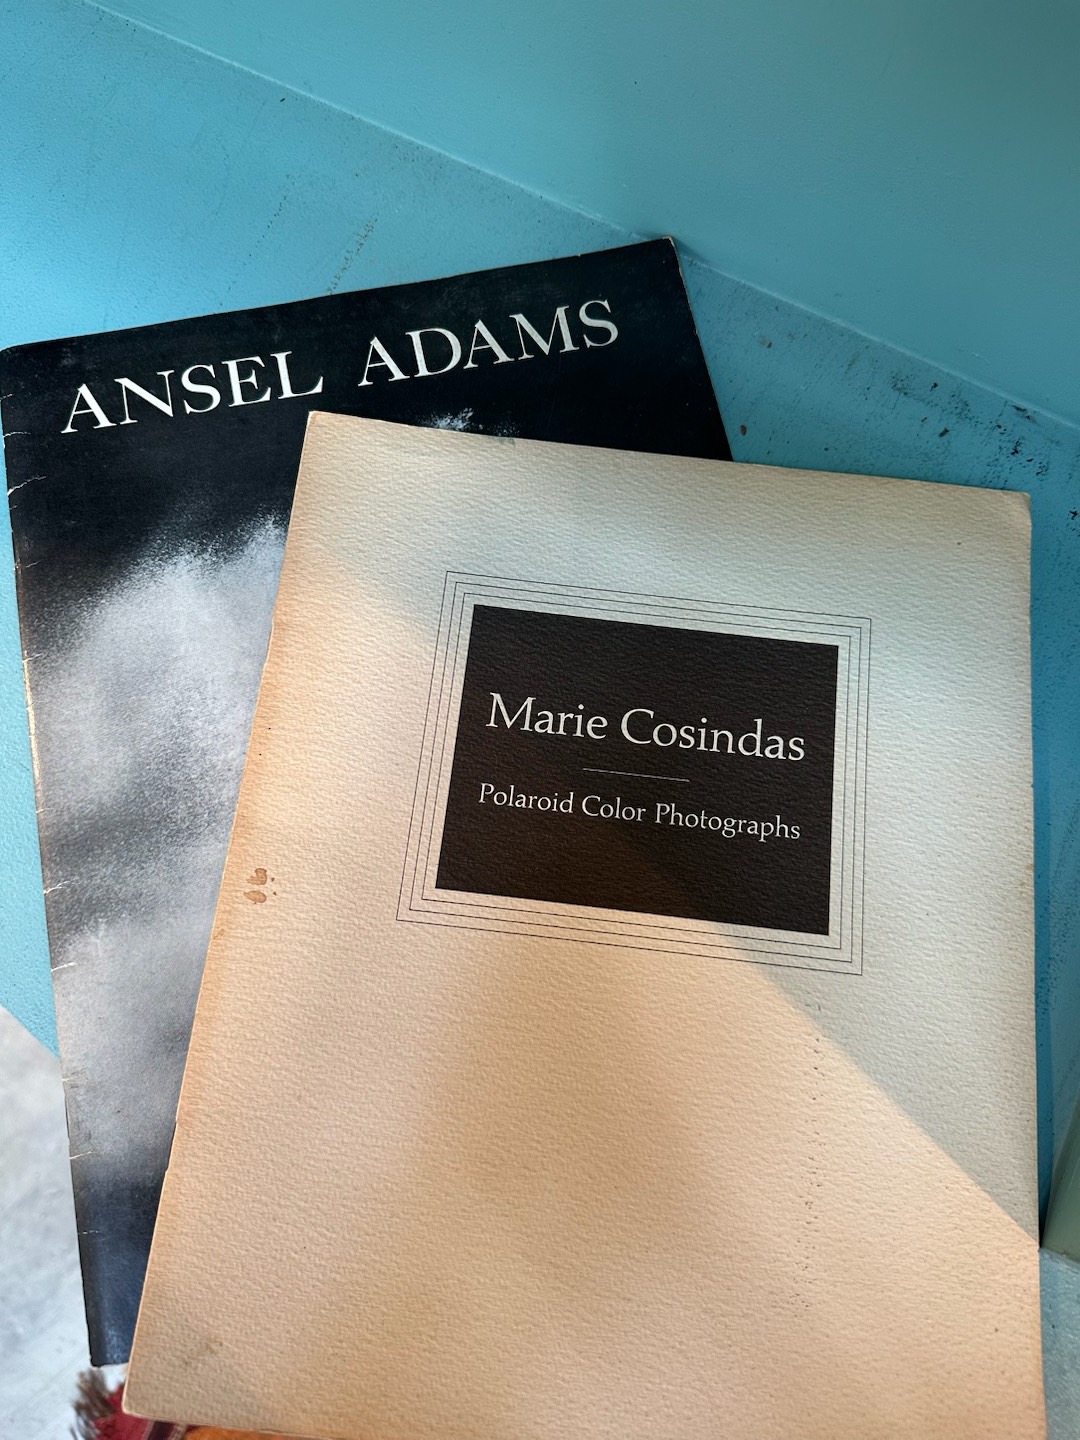 ANSEL ADAMS
Marie Cosindas
Polaroid Color Photographs